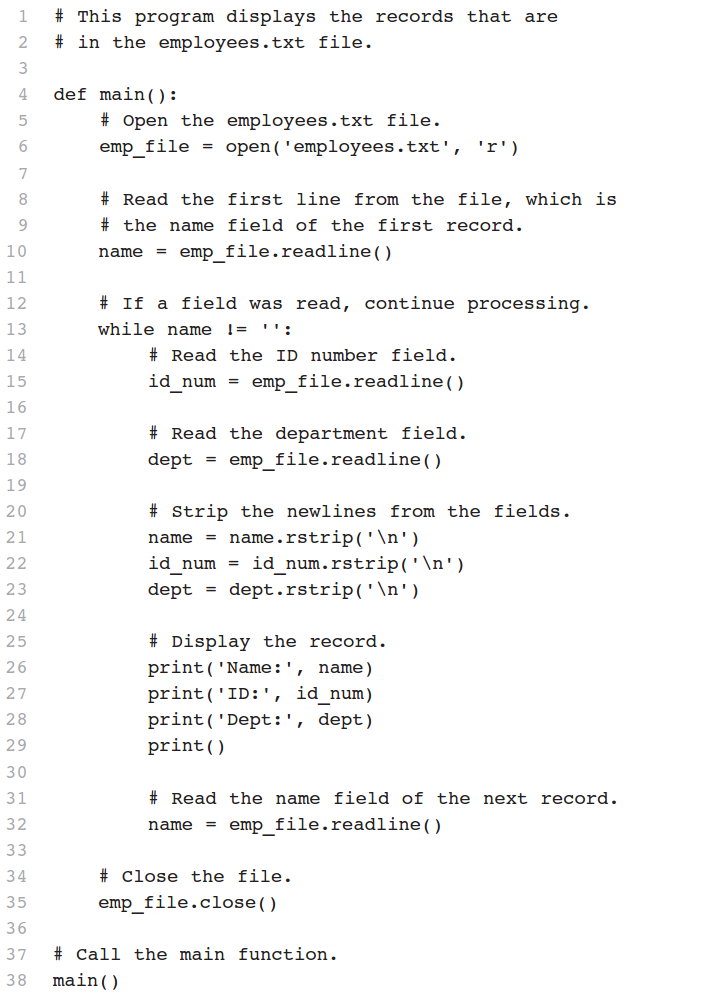 1 # This program displays the records that are
2 # in the employees.txt file.
3
4 def main():
5     # Open the employees.txt file.
6     emp_file = open('employees.txt', 'r')
7
8     # Read the first line from the file, which is
9     # the name field of the first record.
10     name = emp_file.readline()
11
12     # If a field was read, continue processing.
13     while name != '':
14         # Read the ID number field.
15         id_num = emp_file.readline()
16
17         # Read the department field.
18         dept = emp_file.readline()
19
20         # Strip the newlines from the fields.
21         name = name.rstrip('\n')
22         id_num = id_num.rstrip('\n')
23         dept = dept.rstrip('\n')
24
25         # Display the record.
26         print('Name:', name)
27         print('ID:', id_num)
28         print('Dept:', dept)
29         print()
30
31         # Read the name field of the next record.
32         name = emp_file.readline()
33
34     # Close the file.
35     emp_file.close()
36
37 # Call the main function.
38 main()